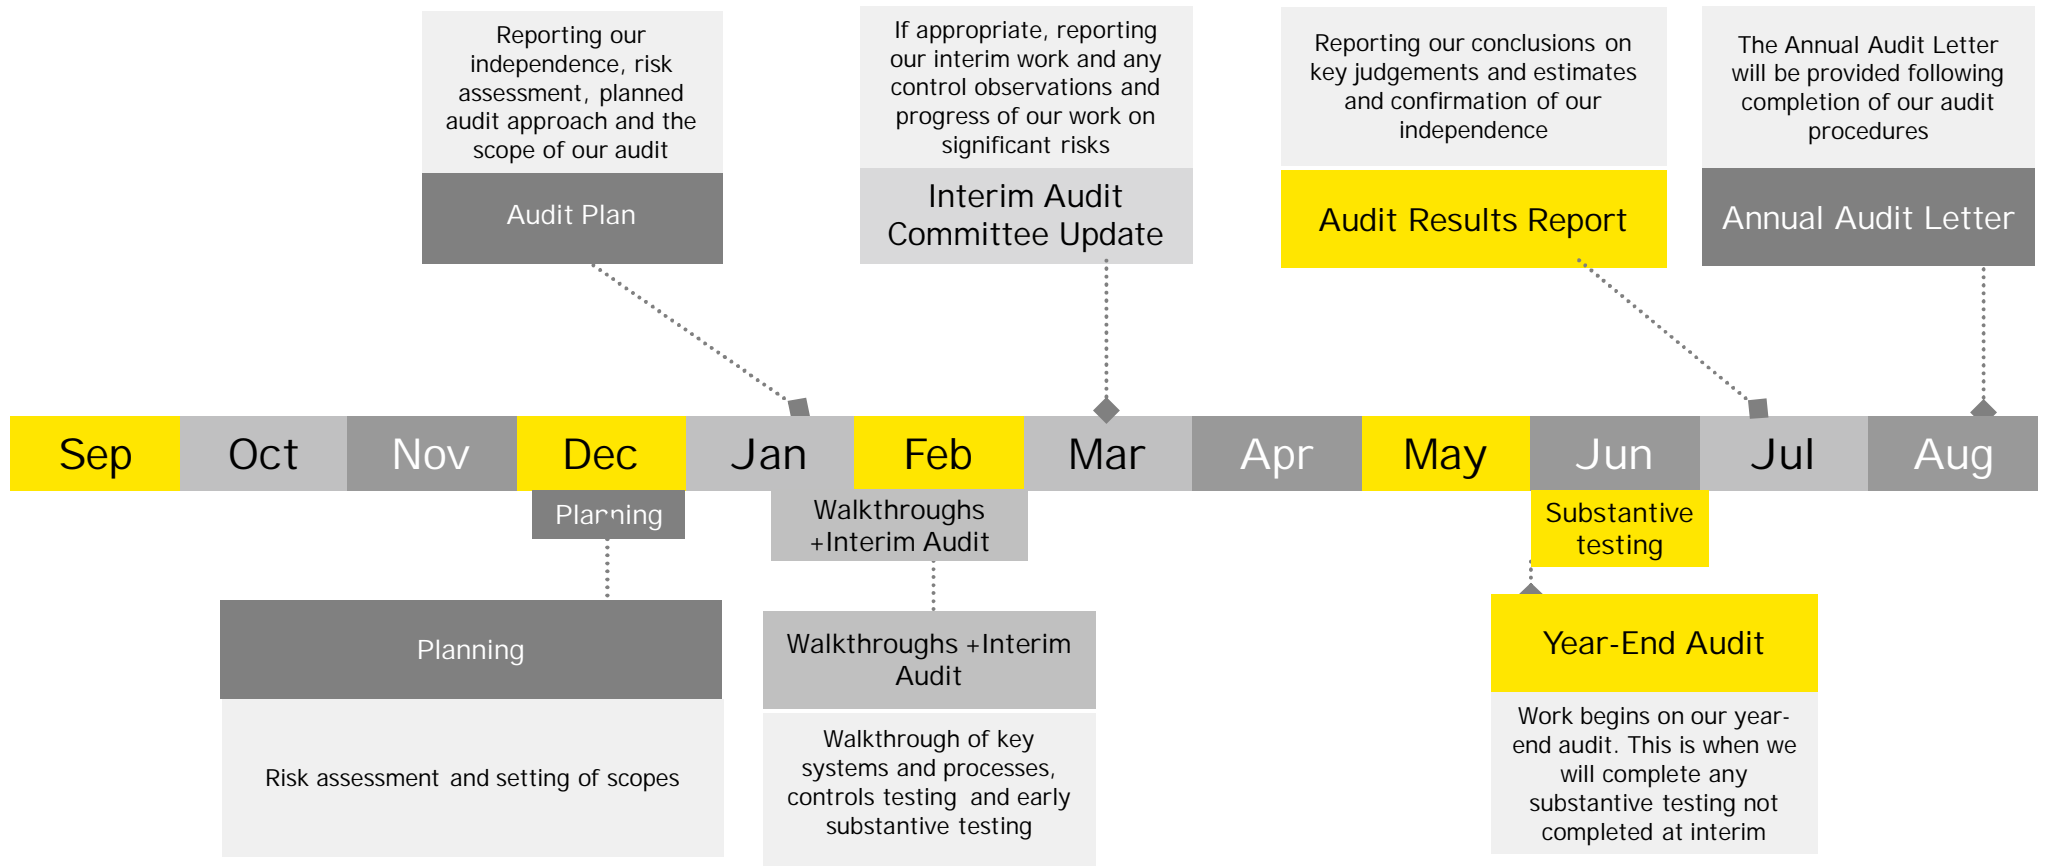 Reporting our
independence, risk
assessment, planned
audit approach and the
scope of our audit
Audit Plan
If appropriate, reporting
our interim work and any
control observations and
progress of our work on
significant risks
Interim Audit
Committee Update
Reporting our conclusions on
key judgements and estimates
and confirmation of our
independence
Audit Results Report
The Annual Audit Letter
will be provided following
completion of our audit
procedures
Annual Audit Letter
Sep Oct Nov Dec Jan Feb Mar Apr May Jun Jul Aug
Planning
Walkthroughs
+Interim Audit
Substantive
testing
Planning
Risk assessment and setting of scopes
Walkthroughs +Interim
Audit
Walkthrough of key
systems and processes,
controls testing and early
substantive testing
Year-End Audit
Work begins on our year-
end audit. This is when we
will complete any
substantive testing not
completed at interim